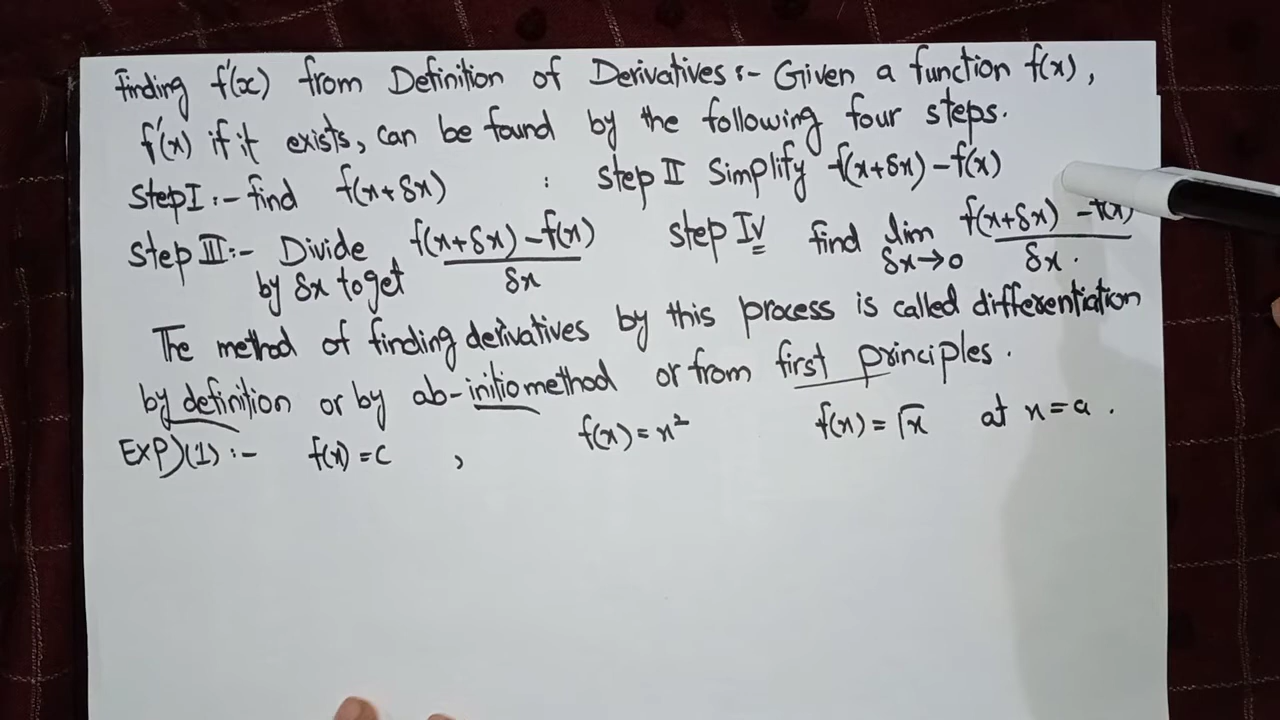 Finding f'(x) from Definition of Derivatives :- Given a function f(x),
f'(x) if it exists, can be found by the following four steps.
Step I :- find f(x+δx) : Step II Simplify f(x+δx) - f(x)
Step III :- Divide by δx to get f(x+δx) - f(x) / δx Step IV find lim δx→0 f(x+δx) - f(x) / δx .
The method of finding derivatives by this process is called differentiation
by definition or by ab-initio method or from first principles.
EXP)(1) :- f(x) = c , f(x) = x² f(x) = √x at x = a .